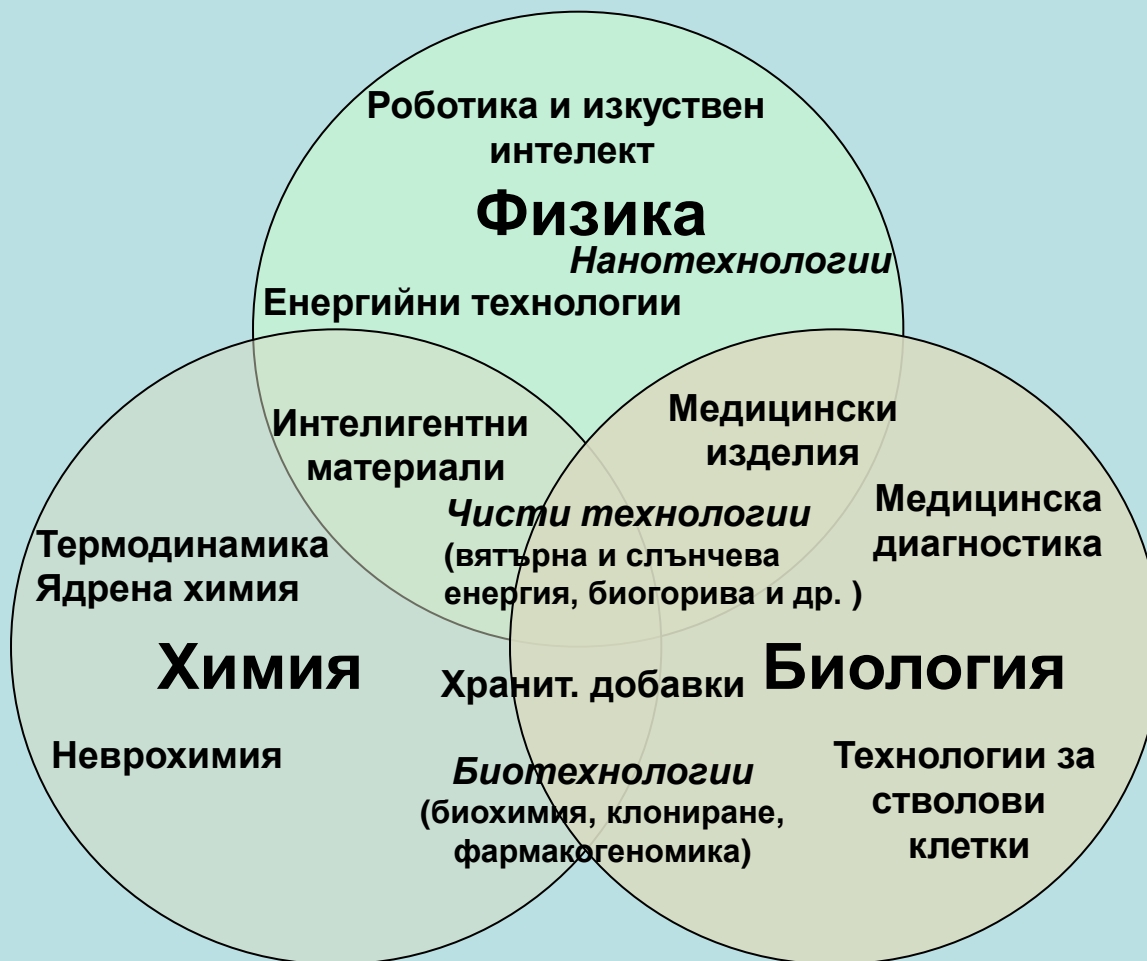 Роботика и изкуствен
интелект
Физика
Нанотехнологии
Енергийни технологии
Интелигентни
материали
Медицински
изделия
Чисти технологии
(вятърна и слънчева
енергия, биогорива и др. )
Медицинска
диагностика
Термодинамика
Ядрена химия
Химия
Хранит. добавки
Биология
Неврохимия
Биотехнологии
(биохимия, клониране,
фармакогеномика)
Технологии за
стволови
клетки